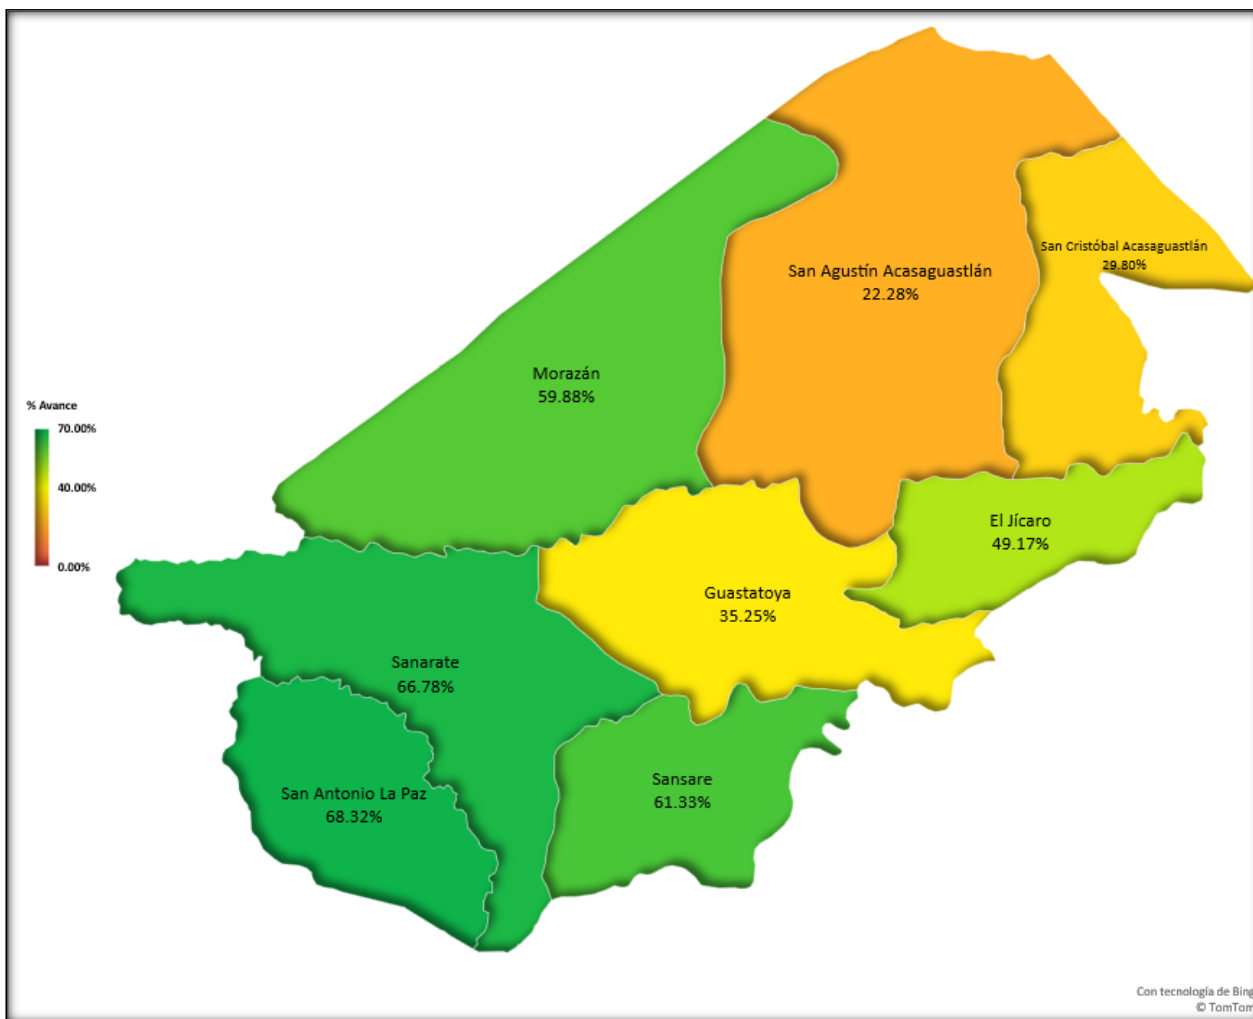 San Cristóbal Acasaguastlán
29.80%
San Agustín Acasaguastlán
22.28%
Morazán
59.88%
% Avance
70.00%
40.00%
0.00%
El Jícaro
49.17%
Guastatoya
35.25%
Sanarate
66.78%
Sansare
61.33%
San Antonio La Paz
68.32%
Con tecnología de Bing
© TomTom